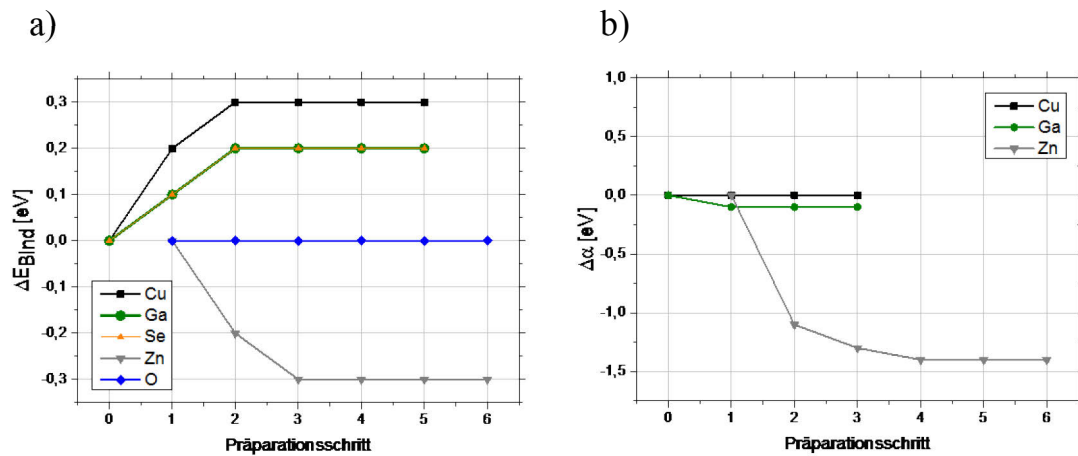 a)
0,3
0,2
0,1
0,0
-0,1
-0,2
-0,3
ΔE_Bind [eV]
Cu
Ga
Se
Zn
O
0 1 2 3 4 5 6
Präparationsschritt
b)
1,0
0,5
0,0
-0,5
-1,0
-1,5
Δα [eV]
Cu
Ga
Zn
0 1 2 3 4 5 6
Präparationsschritt